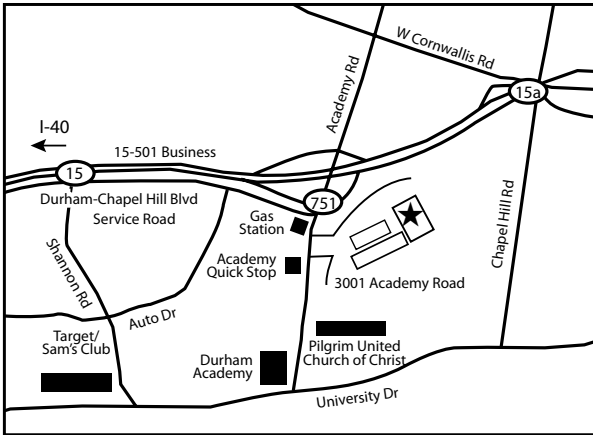 W Cornwallis Rd
Academy Rd
15a
I-40
15-501 Business
15
Durham-Chapel Hill Blvd
Service Road
751
Gas
Station
Chapel Hill Rd
Shannon Rd
Academy
Quick Stop
3001 Academy Road
Auto Dr
Target/
Sam's Club
Durham
Academy
Pilgrim United
Church of Christ
University Dr